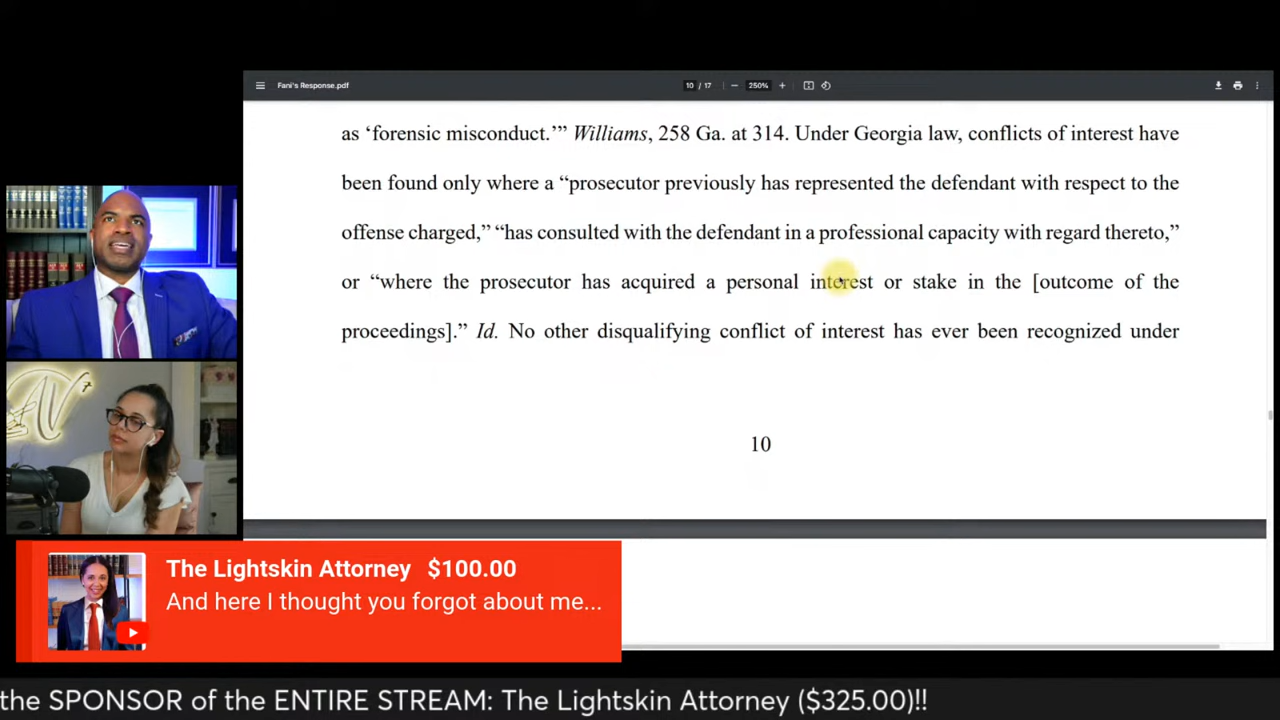 Fani's Response.pdf
10 / 17
250%
as ‘forensic misconduct.’” Williams, 258 Ga. at 314. Under Georgia law, conflicts of interest have
been found only where a “prosecutor previously has represented the defendant with respect to the
offense charged,” “has consulted with the defendant in a professional capacity with regard thereto,”
or “where the prosecutor has acquired a personal interest or stake in the [outcome of the
proceedings].” Id. No other disqualifying conflict of interest has ever been recognized under
10
AV
The Lightskin Attorney $100.00
And here I thought you forgot about me...
the SPONSOR of the ENTIRE STREAM: The Lightskin Attorney ($325.00)!!